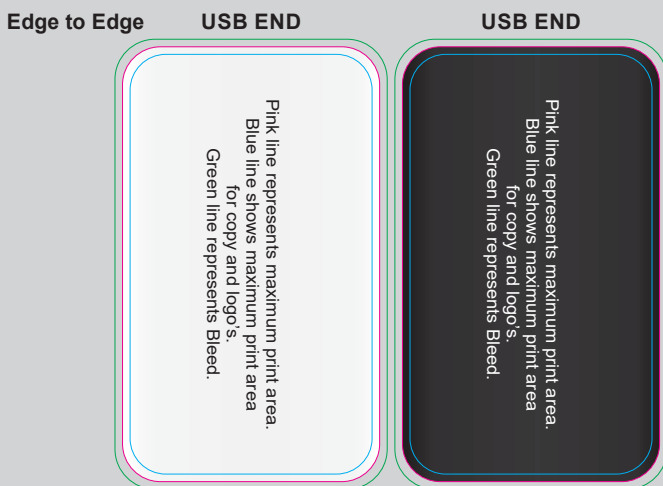 Edge to Edge
USB END
USB END
Pink line represents maximum print area.
Blue line shows maximum print area
for copy and logo's.
Green line represents Bleed.
Pink line represents maximum print area.
Blue line shows maximum print area
for copy and logo's.
Green line represents Bleed.